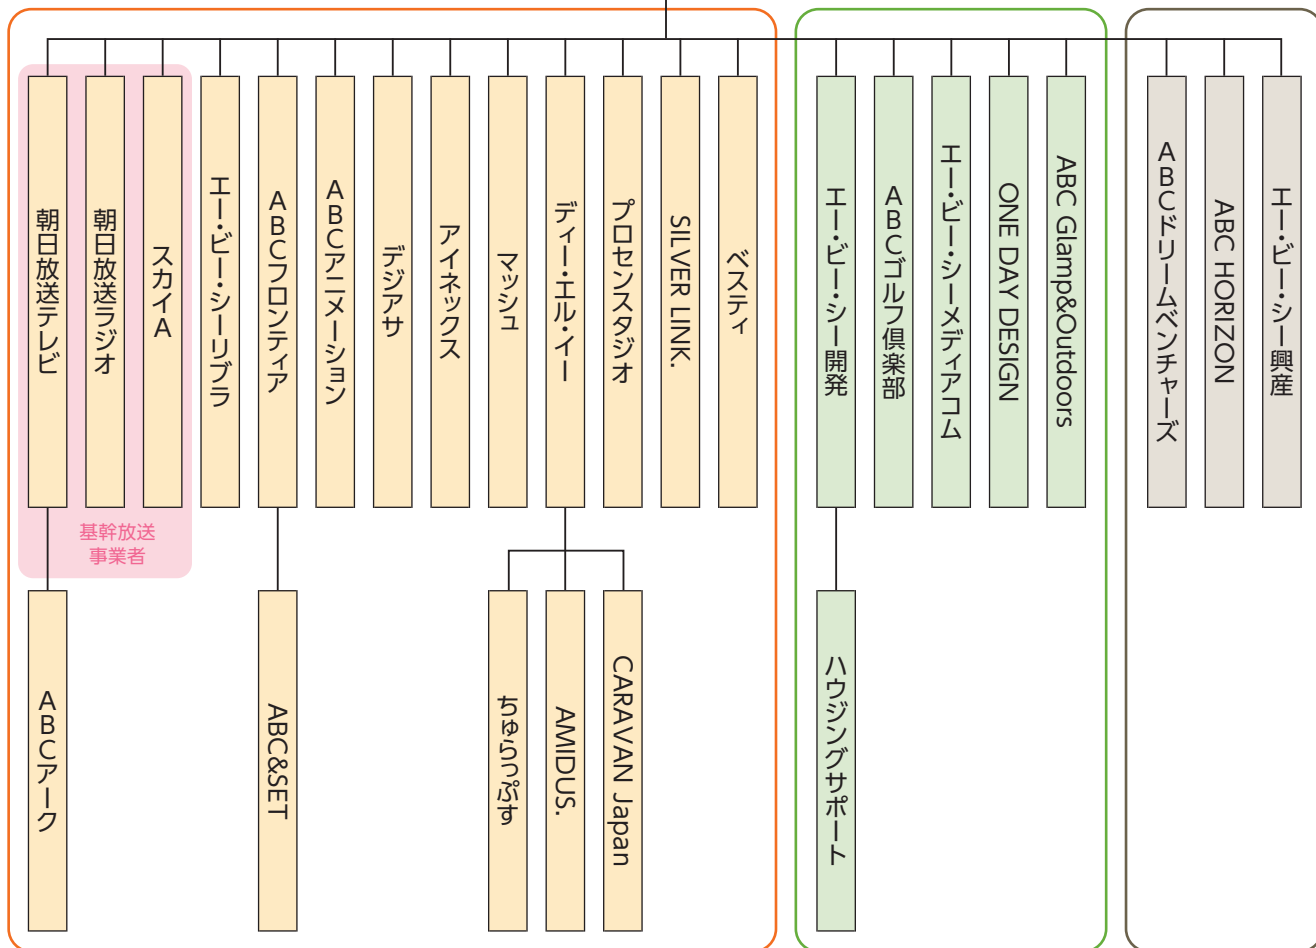 朝日放送テレビ
朝日放送ラジオ
スカイA
エー・ビー・シーリブラ
ABCフロンティア
ABCアニメーション
デジアサ
アイネックス
マッシュ
ディー・エル・イー
プロセンスタジオ
SILVER LINK.
ベスティ
エー・ビー・シー開発
ABCゴルフ倶楽部
エー・ビー・シーメディアコム
ONE DAY DESIGN
ABC Glamp&Outdoors
ABCドリームベンチャーズ
ABC HORIZON
エー・ビー・シー興産
基幹放送
事業者
ABCアーク
ABC&SET
ちゅらっぷす
AMIDUS.
CARAVAN Japan
ハウジングサポート